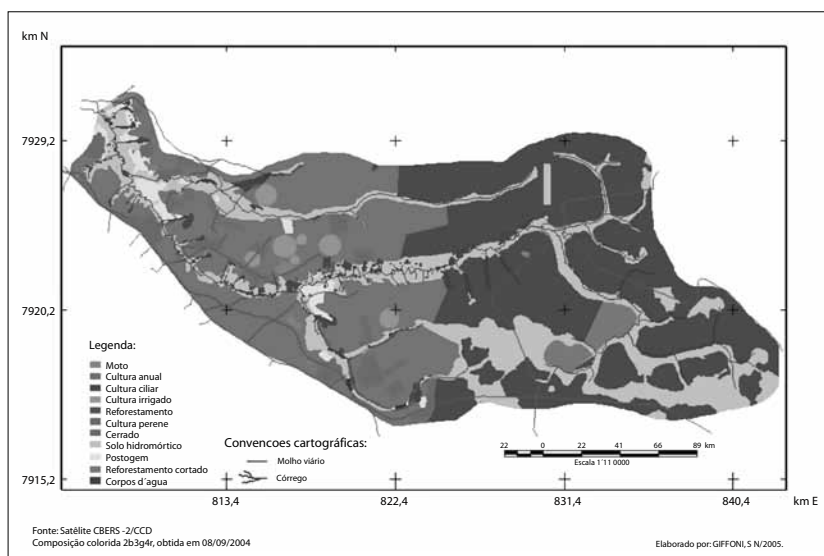 km N
7929,2
7920,2
7915,2
Legenda:
Moto
Cultura anual
Cultura ciliar
Cultura irrigado
Reforestamento
Cultura perene
Cerrado
Solo hidromórtico
Postogem
Reforestamento cortado
Corpos d´agua
Convencoes cartográficas:
Molho viário
Córrego
22 0 22 41 66 89 km
Escala 1´11 0000
813,4 822,4 831,4 840,4 km E
Fonte: Satélite CBERS -2/CCD
Composição colorida 2b3g4r, obtida em 08/09/2004
Elaborado por: GIFFONI, S N/2005.